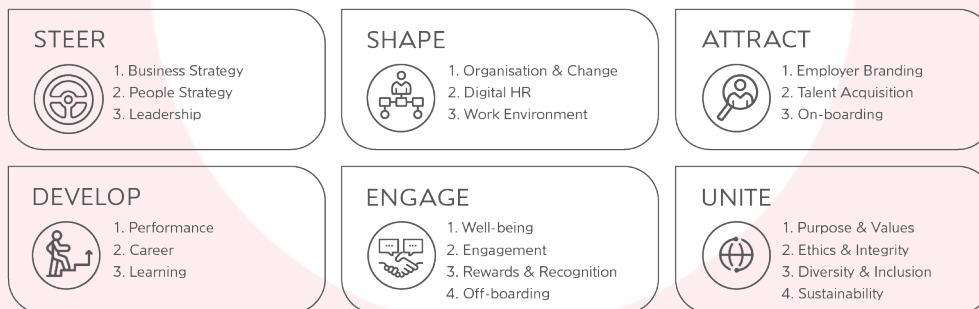 STEER
1. Business Strategy
2. People Strategy
3. Leadership
SHAPE
1. Organisation & Change
2. Digital HR
3. Work Environment
ATTRACT
1. Employer Branding
2. Talent Acquisition
3. On-boarding
DEVELOP
1. Performance
2. Career
3. Learning
ENGAGE
1. Well-being
2. Engagement
3. Rewards & Recognition
4. Off-boarding
UNITE
1. Purpose & Values
2. Ethics & Integrity
3. Diversity & Inclusion
4. Sustainability